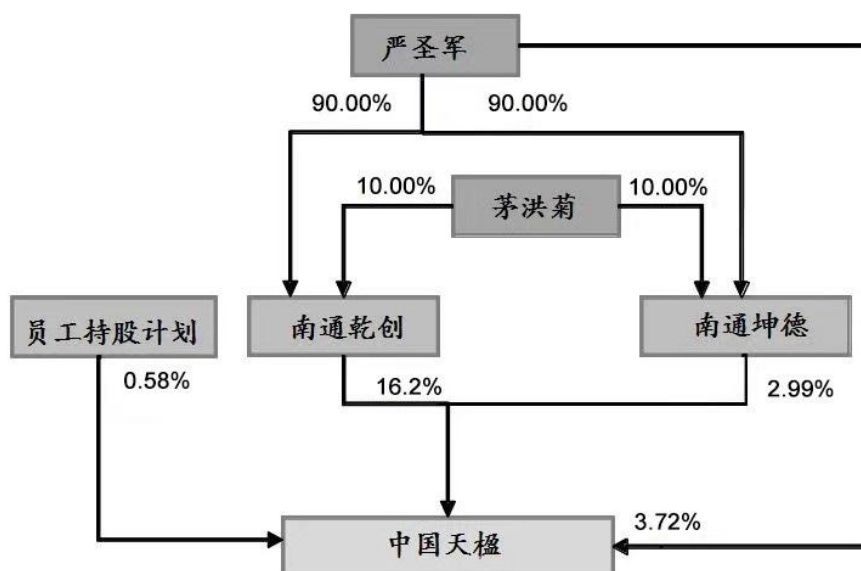 严圣军
90.00%
90.00%
10.00%
茅洪菊
10.00%
员工持股计划
南通乾创
南通坤德
0.58%
16.2%
2.99%
3.72%
中国天楹